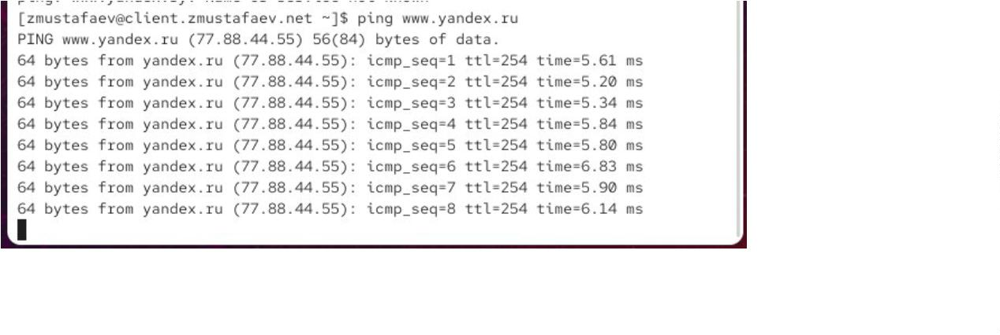 [zmustafaev@client.zmustafaev.net ~]$ ping www.yandex.ru
PING www.yandex.ru (77.88.44.55) 56(84) bytes of data.
64 bytes from yandex.ru (77.88.44.55): icmp_seq=1 ttl=254 time=5.61 ms
64 bytes from yandex.ru (77.88.44.55): icmp_seq=2 ttl=254 time=5.20 ms
64 bytes from yandex.ru (77.88.44.55): icmp_seq=3 ttl=254 time=5.34 ms
64 bytes from yandex.ru (77.88.44.55): icmp_seq=4 ttl=254 time=5.84 ms
64 bytes from yandex.ru (77.88.44.55): icmp_seq=5 ttl=254 time=5.80 ms
64 bytes from yandex.ru (77.88.44.55): icmp_seq=6 ttl=254 time=6.83 ms
64 bytes from yandex.ru (77.88.44.55): icmp_seq=7 ttl=254 time=5.90 ms
64 bytes from yandex.ru (77.88.44.55): icmp_seq=8 ttl=254 time=6.14 ms